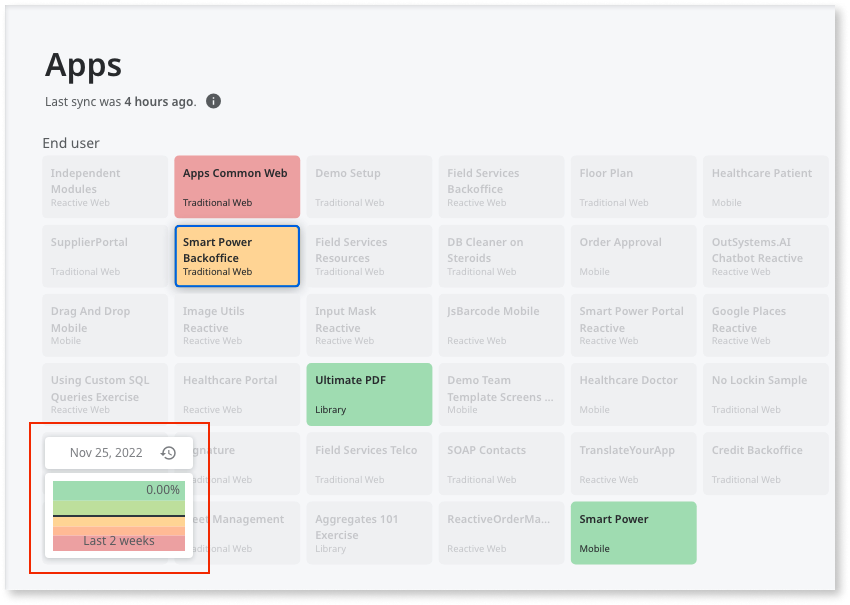 Apps
Last sync was 4 hours ago.
End user
Independent
Modules
Reactive Web
Apps Common Web
Traditional Web
Demo Setup
Traditional Web
Field Services
Backoffice
Reactive Web
Floor Plan
Traditional Web
Healthcare Patient
Mobile
SupplierPortal
Traditional Web
Smart Power
Backoffice
Traditional Web
Field Services
Resources
Traditional Web
DB Cleaner on
Steroids
Traditional Web
Order Approval
Mobile
OutSystems.AI
Chatbot Reactive
Reactive Web
Drag And Drop
Mobile
Mobile
Image Utils
Reactive
Reactive Web
Input Mask
Reactive
Reactive Web
JsBarcode Mobile
Reactive Web
Smart Power Portal
Reactive
Reactive Web
Google Places
Reactive
Reactive Web
Using Custom SQL
Queries Exercise
Reactive Web
Healthcare Portal
Reactive Web
Ultimate PDF
Library
Demo Team
Template Screens ...
Mobile
Healthcare Doctor
Mobile
No Lockin Sample
Traditional Web
Nov 25, 2022
gnature
ditional Web
Field Services Telco
Traditional Web
SOAP Contacts
Traditional Web
TranslateYourApp
Reactive Web
Credit Backoffice
Traditional Web
0.00%
Last 2 weeks
eet Management
ditional Web
Aggregates 101
Exercise
Library
ReactiveOrderMa...
Reactive Web
Smart Power
Mobile